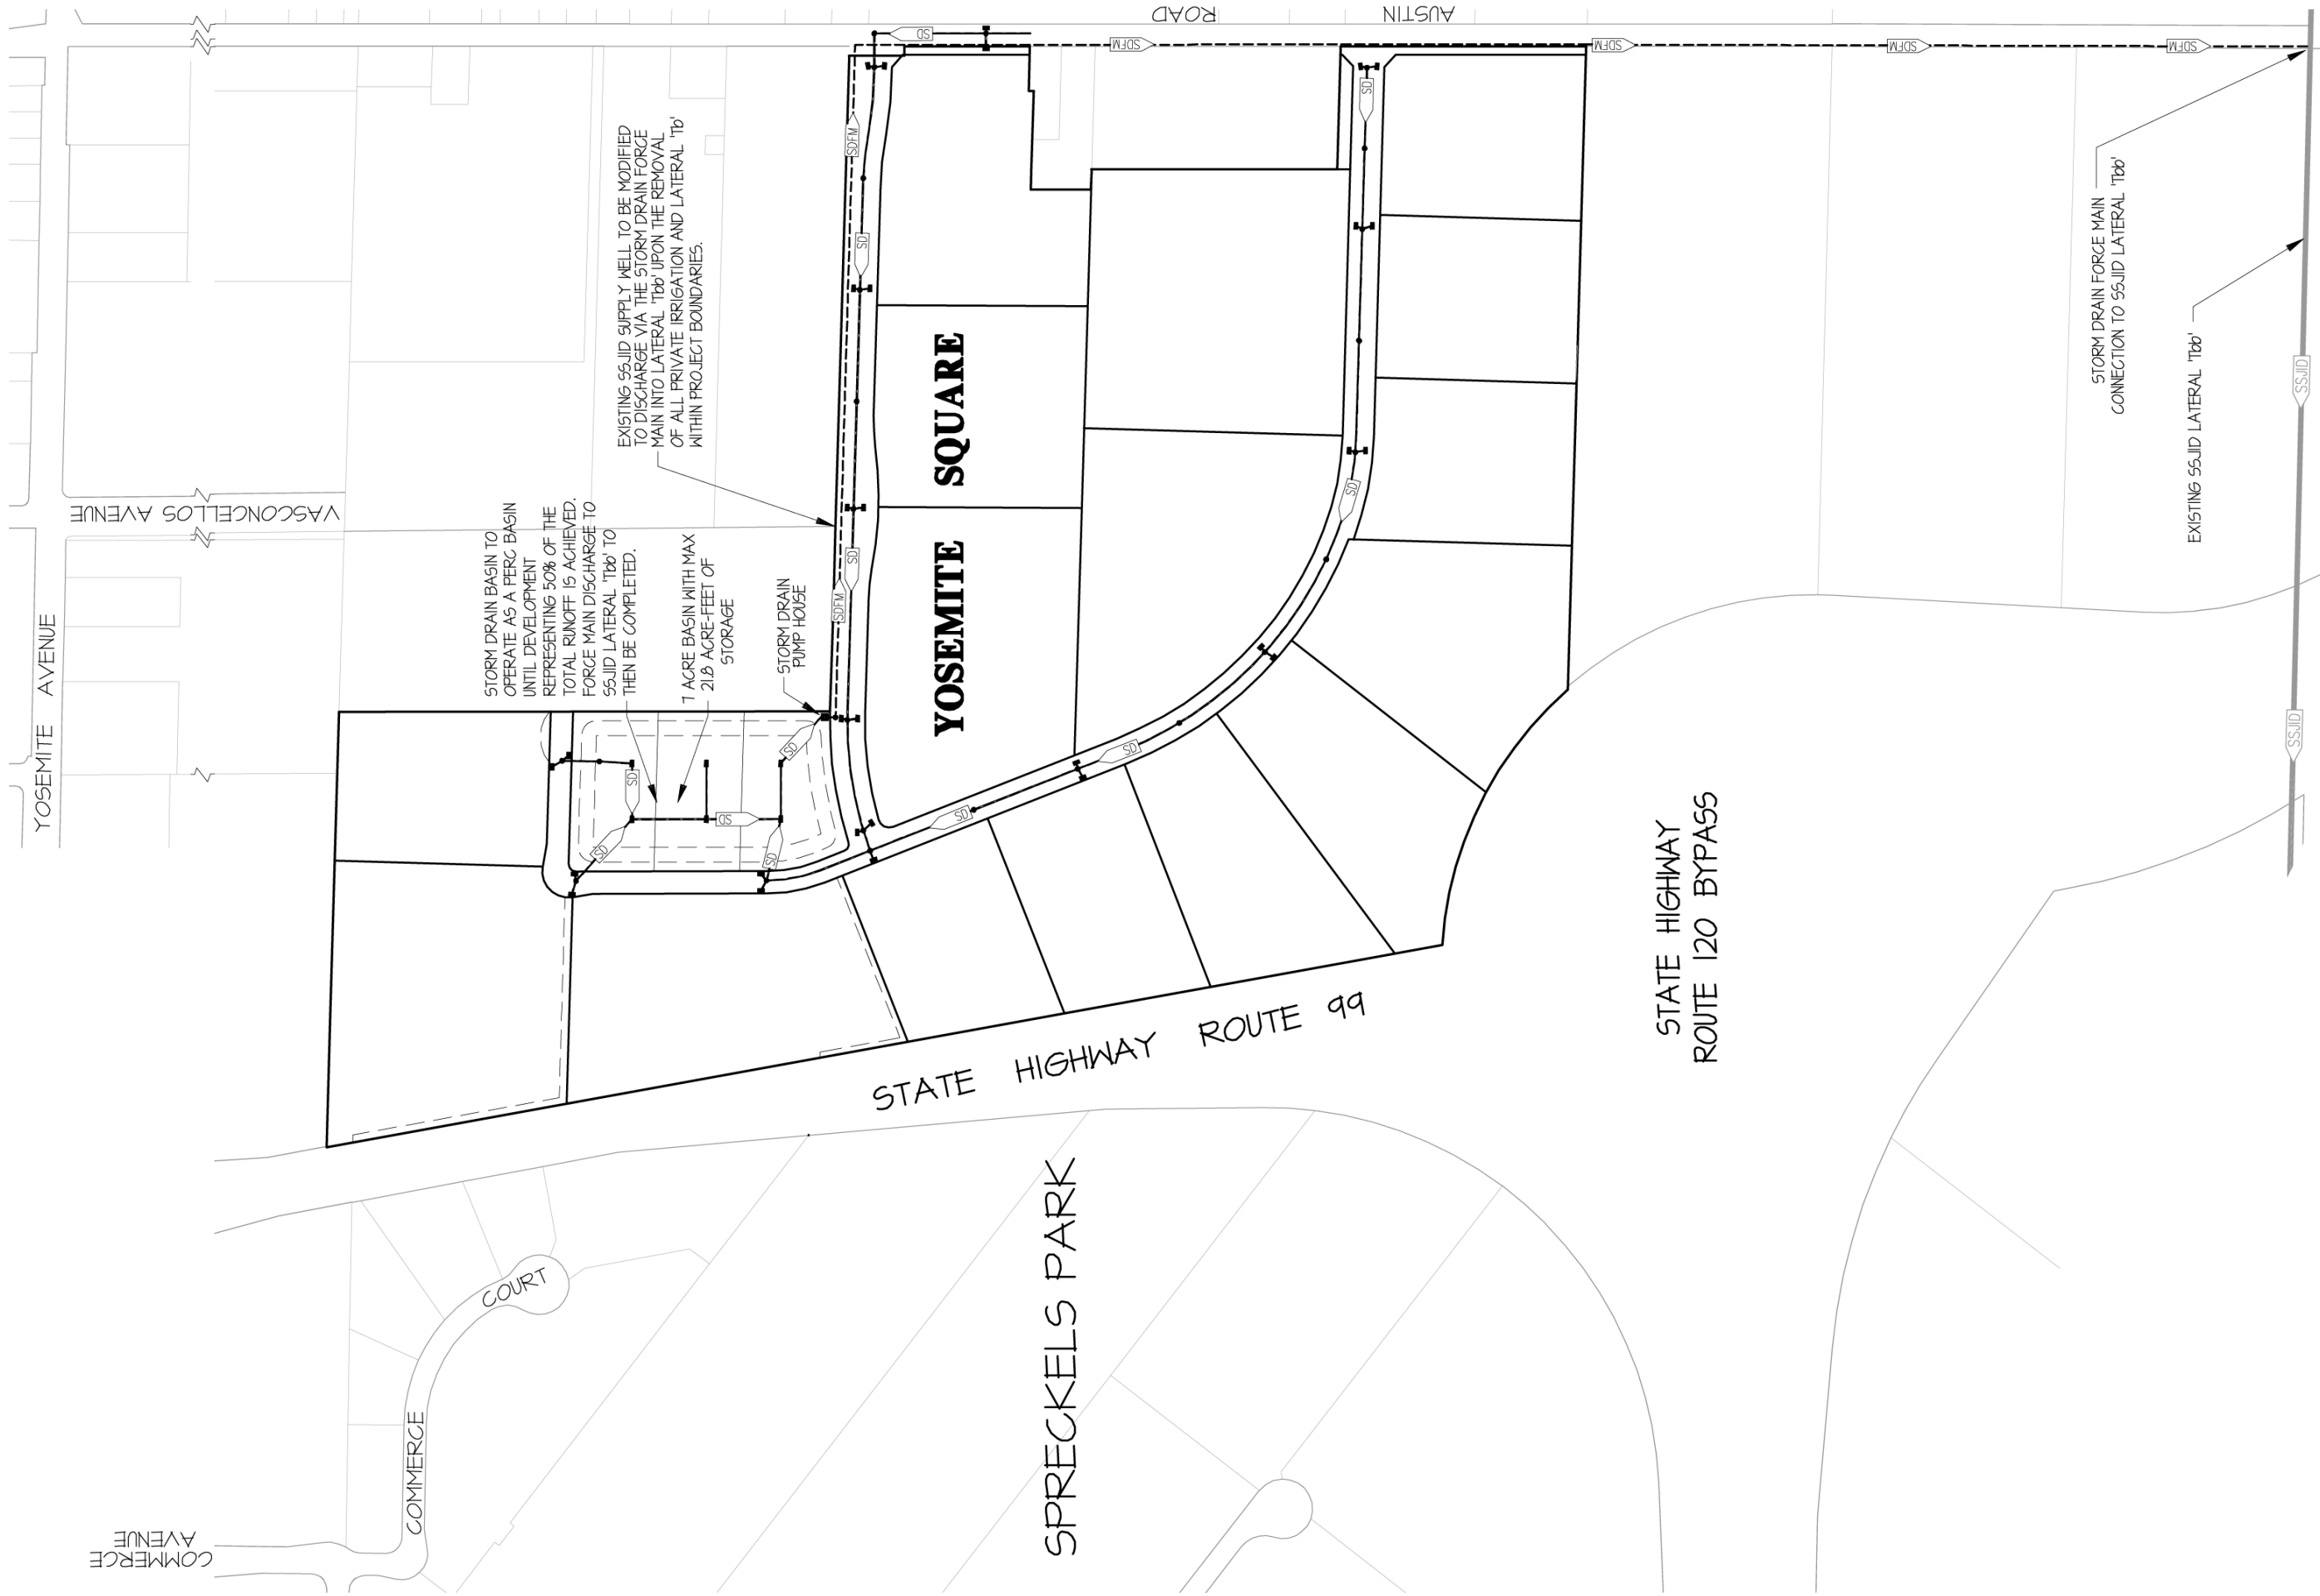 AUSTIN
ROAD
YOSEMITE AVENUE
VASCONCELLOS AVENUE
EXISTING SSJID SUPPLY WELL TO BE MODIFIED
TO DISCHARGE VIA THE STORM DRAIN FORCE
MAIN INTO LATERAL 'Tbb' UPON THE REMOVAL
OF ALL PRIVATE IRRIGATION AND LATERAL 'Tb'
WITHIN PROJECT BOUNDARIES.
STORM DRAIN BASIN TO
OPERATE AS A PERC BASIN
UNTIL DEVELOPMENT
REPRESENTING 50% OF THE
TOTAL RUNOFF IS ACHIEVED.
FORCE MAIN DISCHARGE TO
SSJID LATERAL 'Tbb' TO
THEN BE COMPLETED.
7 ACRE BASIN WITH MAX
21.8 ACRE-FEET OF
STORAGE
STORM DRAIN
PUMP HOUSE
YOSEMITE SQUARE
STORM DRAIN FORCE MAIN
CONNECTION TO SSJID LATERAL 'Tbb'
EXISTING SSJID LATERAL 'Tbb'
SD
SDFM
SDFM
SDFM
SDFM
SDFM
SD
SD
SD
SDFM
SD
SD
SD
SD
SD
SD
SD
SD
SD
SSJID
SSJID
STATE HIGHWAY
ROUTE 120 BYPASS
STATE HIGHWAY ROUTE 99
SPRECKELS PARK
COMMERCE
COURT
COMMERCE
AVENUE